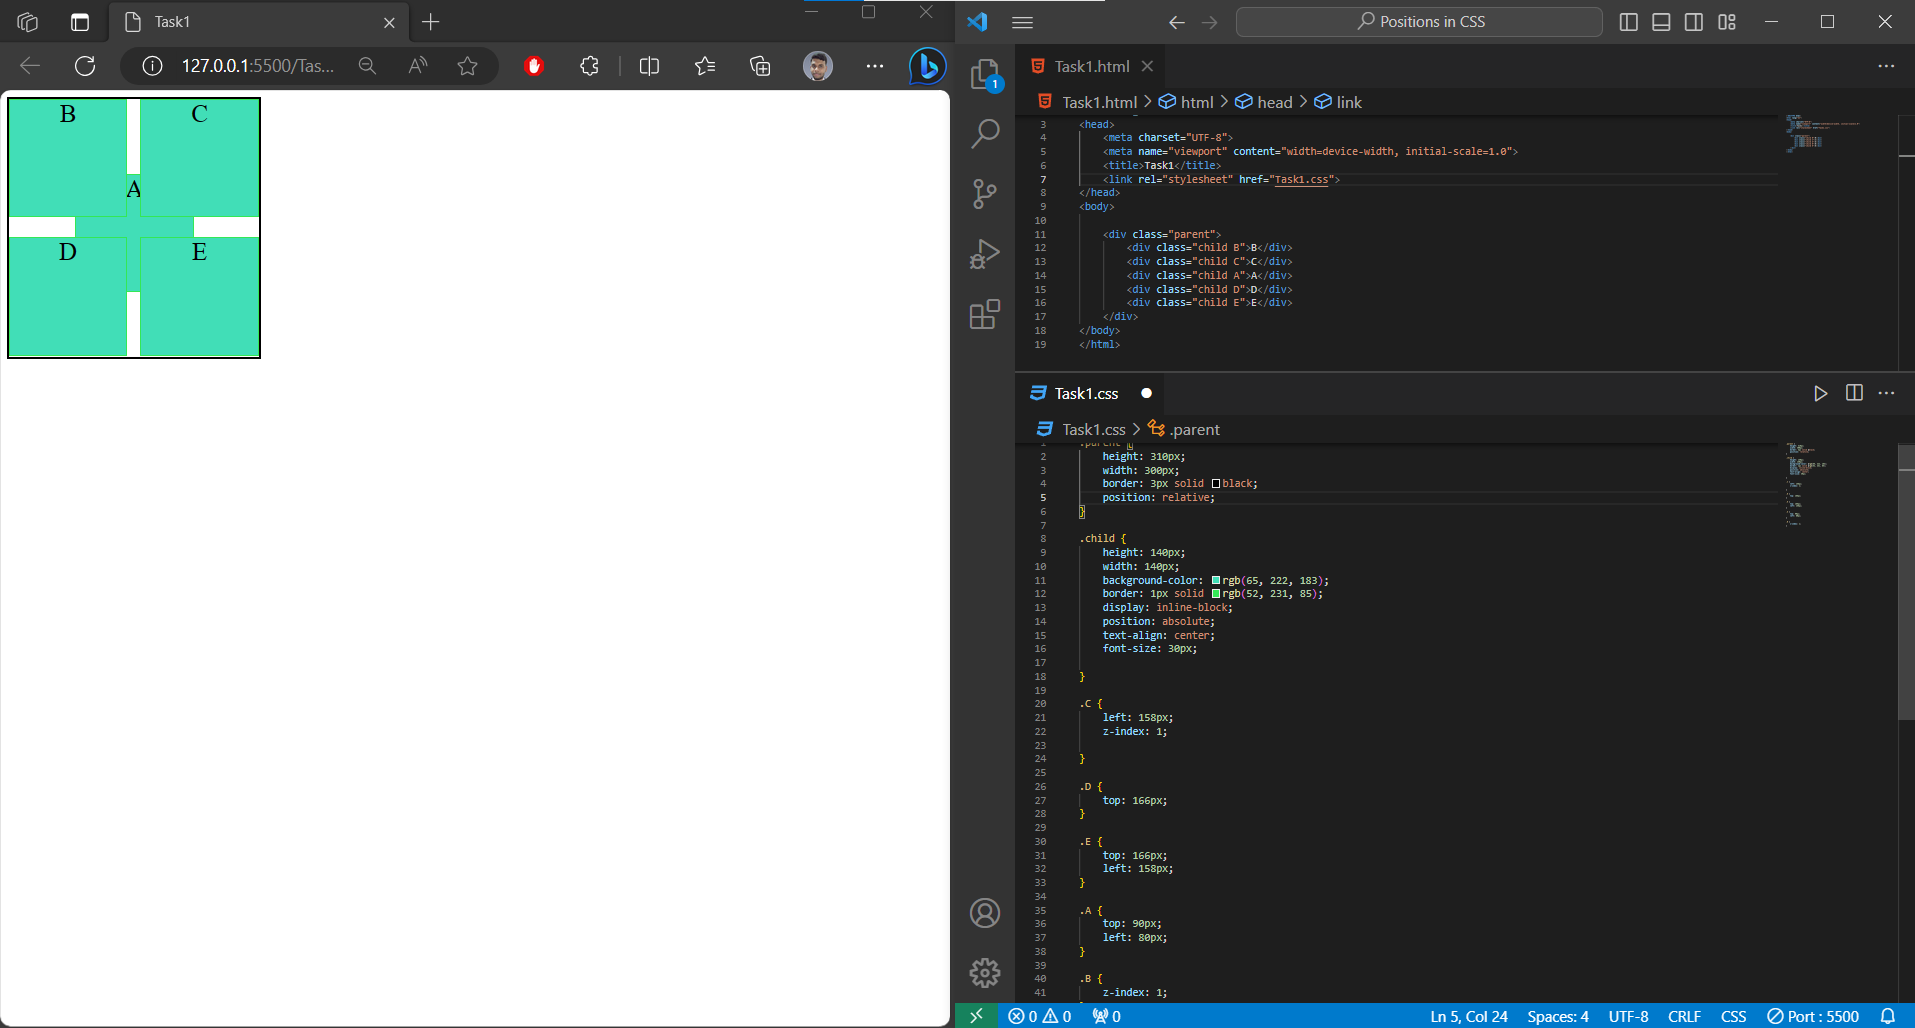 Task1
127.0.0.1:5500/Tas...
B
C
A
D
E
Positions in CSS
1
Task1.html
Task1.html > html > head > link
3 <head>
4 <meta charset="UTF-8">
5 <meta name="viewport" content="width=device-width, initial-scale=1.0">
6 <title>Task1</title>
7 <link rel="stylesheet" href="Task1.css">
8 </head>
9 <body>
10
11 <div class="parent">
12 <div class="child B">B</div>
13 <div class="child C">C</div>
14 <div class="child A">A</div>
15 <div class="child D">D</div>
16 <div class="child E">E</div>
17 </div>
18 </body>
19 </html>
Task1.css
Task1.css > .parent
1 .parent {
2 height: 310px;
3 width: 300px;
4 border: 3px solid black;
5 position: relative;
6 }
7
8 .child {
9 height: 140px;
10 width: 140px;
11 background-color: rgb(65, 222, 183);
12 border: 1px solid rgb(52, 231, 85);
13 display: inline-block;
14 position: absolute;
15 text-align: center;
16 font-size: 30px;
17
18 }
19
20 .C {
21 left: 158px;
22 z-index: 1;
23
24 }
25
26 .D {
27 top: 166px;
28 }
29
30 .E {
31 top: 166px;
32 left: 158px;
33 }
34
35 .A {
36 top: 90px;
37 left: 80px;
38 }
39
40 .B {
41 z-index: 1;
0 0 0 Ln 5, Col 24 Spaces: 4 UTF-8 CRLF CSS Port : 5500